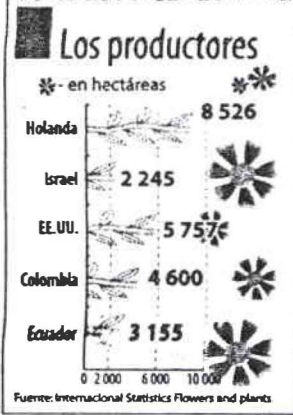 Los productores
- en hectáreas
Holanda 8 526
Israel 2 245
EE.UU. 5 757
Colombia 4 600
Ecuador 3 155
0 2 000 6 000 10 000
Fuente: Internacional Statistics Flowers and plants